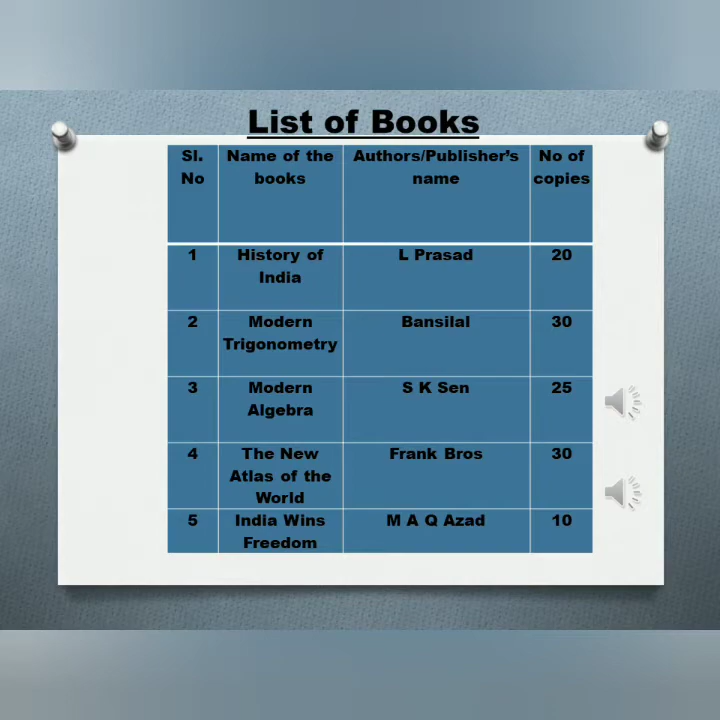 List of Books
Sl. No | Name of the books | Authors/Publisher's name | No of copies
1 | History of India | L Prasad | 20
2 | Modern Trigonometry | Bansilal | 30
3 | Modern Algebra | S K Sen | 25
4 | The New Atlas of the World | Frank Bros | 30
5 | India Wins Freedom | M A Q Azad | 10